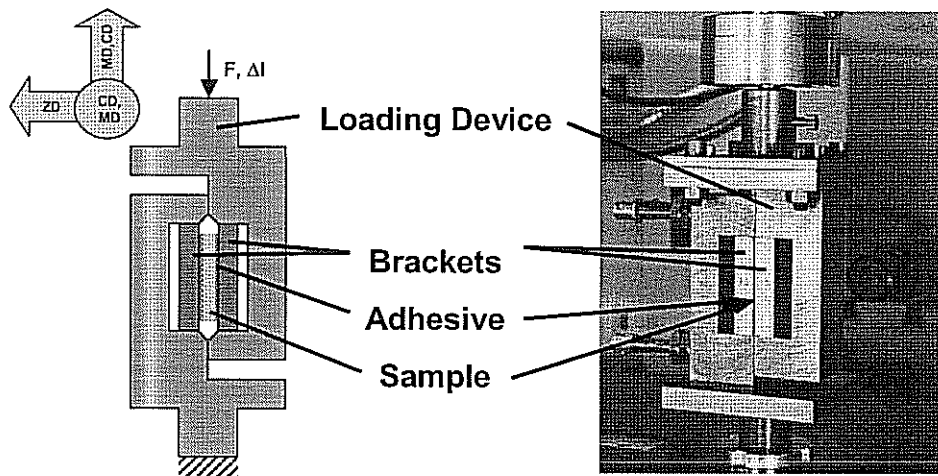 MD,CD
F, Δl
ZD
CD,
MD
Loading Device
Brackets
Adhesive
Sample